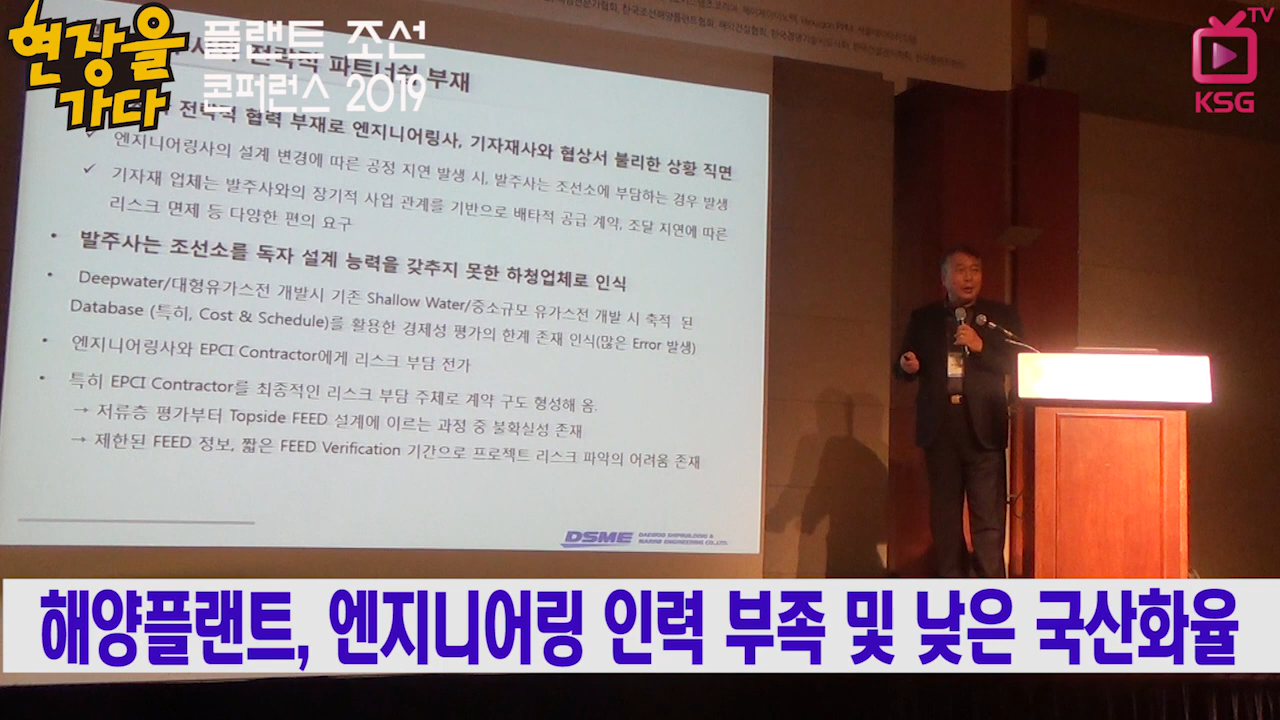 현장을
가다
플랜트 조선
콘퍼런스 2019
TV
KSG
전략적 파트너쉽 부재
전략적 협력 부재로 엔지니어링사, 기자재사와 협상서 불리한 상황 직면
✓ 엔지니어링사의 설계 변경에 따른 공정 지연 발생 시, 발주사는 조선소에 부담하는 경우 발생
✓ 기자재 업체는 발주사와의 장기적 사업 관계를 기반으로 배타적 공급 계약, 조달 지연에 따른
리스크 면제 등 다양한 편의 요구
• 발주사는 조선소를 독자 설계 능력을 갖추지 못한 하청업체로 인식
• Deepwater/대형유가스전 개발시 기존 Shallow Water/중소규모 유가스전 개발 시 축적 된
Database (특히, Cost & Schedule)를 활용한 경제성 평가의 한계 존재 인식(많은 Error 발생)
• 엔지니어링사와 EPCI Contractor에게 리스크 부담 전가
• 특히 EPCI Contractor를 최종적인 리스크 부담 주체로 계약 구도 형성해 옴.
→ 저류층 평가부터 Topside FEED 설계에 이르는 과정 중 불확실성 존재
→ 제한된 FEED 정보, 짧은 FEED Verification 기간으로 프로젝트 리스크 파악의 어려움 존재
DSME DAEWOO SHIPBUILDING &
MARINE ENGINEERING CO., LTD.
해양플랜트, 엔지니어링 인력 부족 및 낮은 국산화율